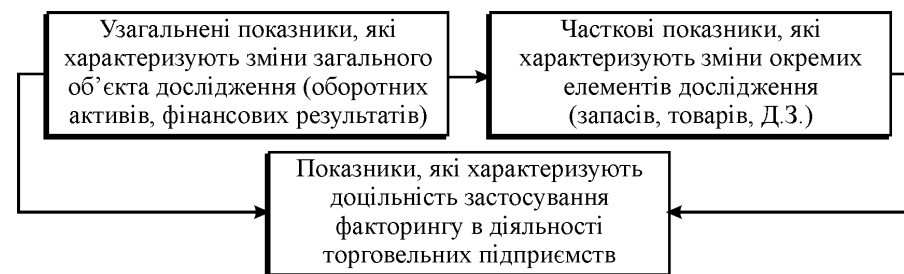 Узагальнені показники, які
характеризують зміни загального
об’єкта дослідження (оборотних
активів, фінансових результатів)
Часткові показники, які
характеризують зміни окремих
елементів дослідження
(запасів, товарів, Д.З.)
Показники, які характеризують
доцільність застосування
факторингу в діяльності
торговельних підприємств